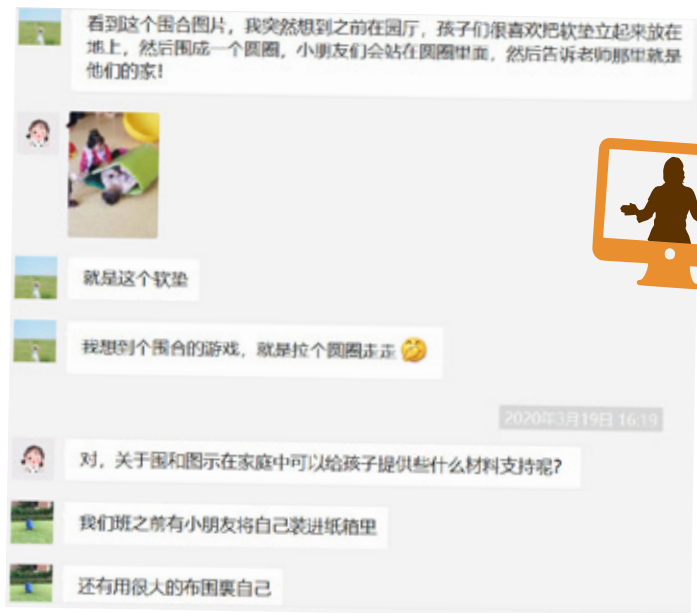 看到这个围合图片，我突然想到之前在园厅，孩子们很喜欢把软垫立起来放在
地上，然后围成一个圆圈，小朋友们会站在圆圈里面，然后告诉老师那里就是
他们的家！
就是这个软垫
我想到个围合的游戏，就是拉个圆圈走走
2020年3月19日 16:19
对，关于围和图示在家庭中可以给孩子提供些什么材料支持呢？
我们班之前有小朋友将自己装进纸箱里
还有用很大的布围裹自己